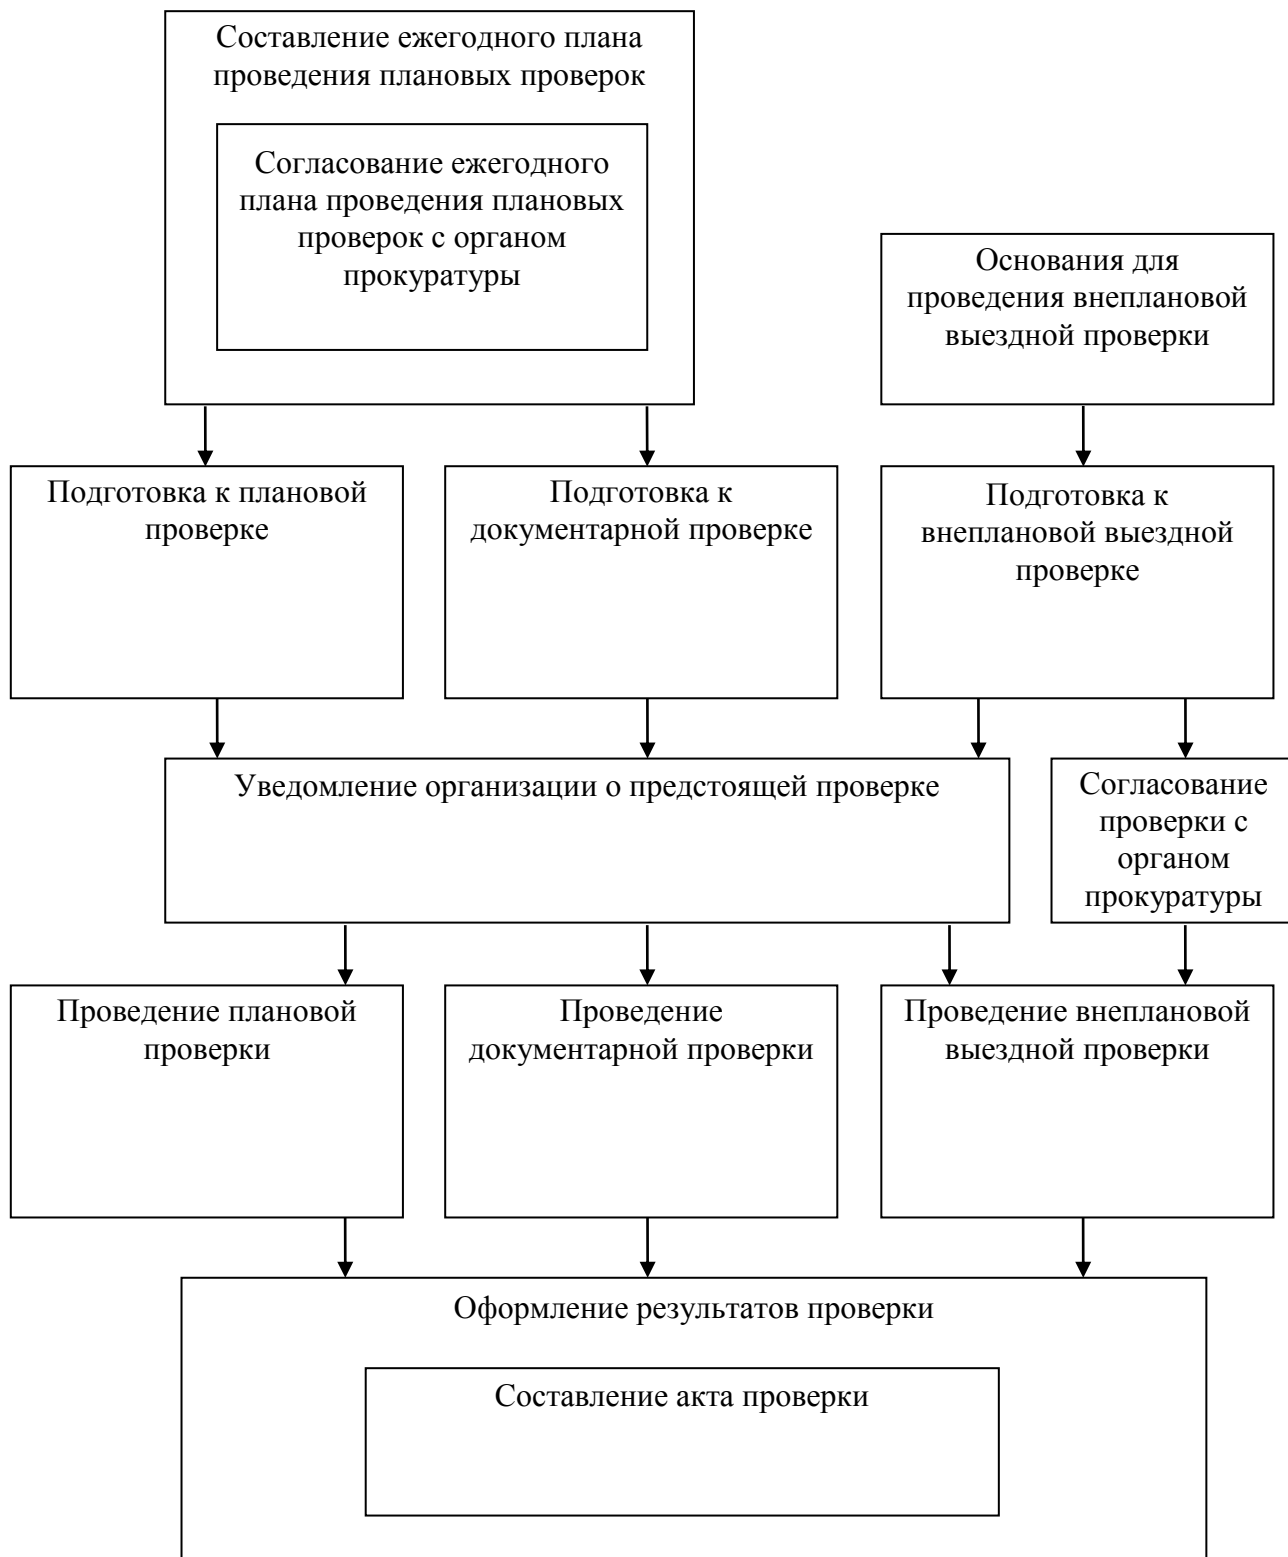 Составление ежегодного плана
проведения плановых проверок
Согласование ежегодного
плана проведения плановых
проверок с органом
прокуратуры
Основания для
проведения внеплановой
выездной проверки
Подготовка к плановой
проверке
Подготовка к
документарной проверке
Подготовка к
внеплановой выездной
проверке
Уведомление организации о предстоящей проверке
Согласование
проверки с
органом
прокуратуры
Проведение плановой
проверки
Проведение
документарной проверки
Проведение внеплановой
выездной проверки
Оформление результатов проверки
Составление акта проверки